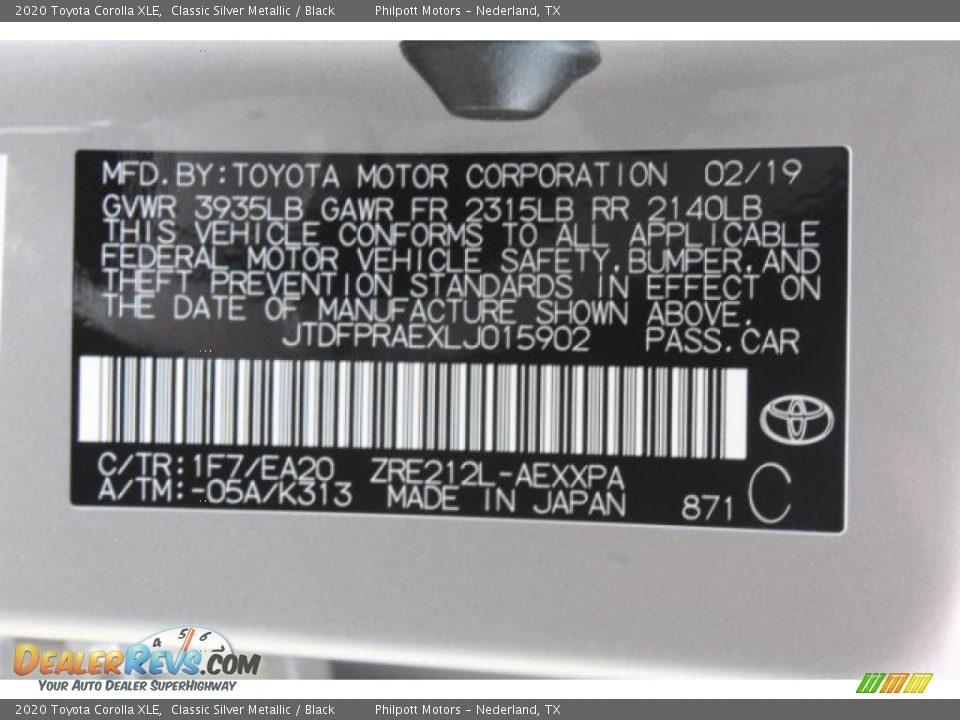 2020 Toyota Corolla XLE, Classic Silver Metallic / Black Philpott Motors - Nederland, TX
MFD.BY:TOYOTA MOTOR CORPORATION 02/19
GVWR 3935LB GAWR FR 2315LB RR 2140LB
THIS VEHICLE CONFORMS TO ALL APPLICABLE
FEDERAL MOTOR VEHICLE SAFETY,BUMPER,AND
THEFT PREVENTION STANDARDS IN EFFECT ON
THE DATE OF MANUFACTURE SHOWN ABOVE.
JTDFPRAEXLJ015902 PASS.CAR
C/TR:1F7/EA20 ZRE212L-AEXXPA
A/TM:-05A/K313 MADE IN JAPAN 871 C
4 5 6
DEALERREVS.COM
YOUR AUTO DEALER SUPERHIGHWAY
2020 Toyota Corolla XLE, Classic Silver Metallic / Black Philpott Motors - Nederland, TX